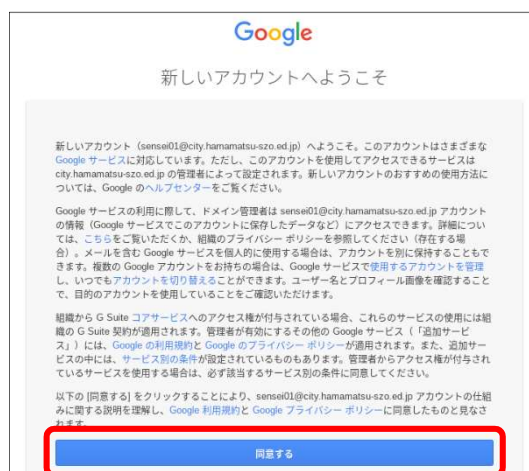 Google
新しいアカウントへようこそ
新しいアカウント（sensei01@city.hamamatsu-szo.ed.jp）へようこそ。このアカウントはさまざまな
Google サービスに対応しています。ただし、このアカウントを使用してアクセスできるサービスは
city.hamamatsu-szo.ed.jp の管理者によって設定されます。新しいアカウントのおすすめの使用方法に
ついては、Google のヘルプセンターをご覧ください。
Google サービスの利用に際して、ドメイン管理者は sensei01@city.hamamatsu-szo.ed.jp アカウント
の情報（Google サービスでこのアカウントに保存したデータなど）にアクセスできます。詳細につい
ては、こちらをご覧いただくか、組織のプライバシー ポリシーを参照してください（存在する場
合）。メールを含む Google サービスを個人的に使用する場合は、アカウントを別に保持することもで
きます。複数の Google アカウントをお持ちの場合は、Google サービスで使用するアカウントを管理
し、いつでもアカウントを切り替えることができます。ユーザー名とプロフィール画像を確認すること
で、目的のアカウントを使用していることをご確認いただけます。
組織から G Suite コアサービスへのアクセス権が付与されている場合、これらのサービスの使用には組
織の G Suite 契約が適用されます。管理者が有効にするその他の Google サービス（「追加サービ
ス」）には、Google の利用規約と Google のプライバシー ポリシーが適用されます。また、追加サー
ビスの中には、サービス別の条件が設定されているものもあります。管理者からアクセス権が付与され
ているサービスを使用する場合は、必ず該当するサービス別の条件に同意してください。
以下の [同意する] をクリックすることにより、sensei01@city.hamamatsu-szo.ed.jp アカウントの仕組
みに関する説明を理解し、Google 利用規約と Google プライバシー ポリシーに同意したものと見なさ
れます。
同意する